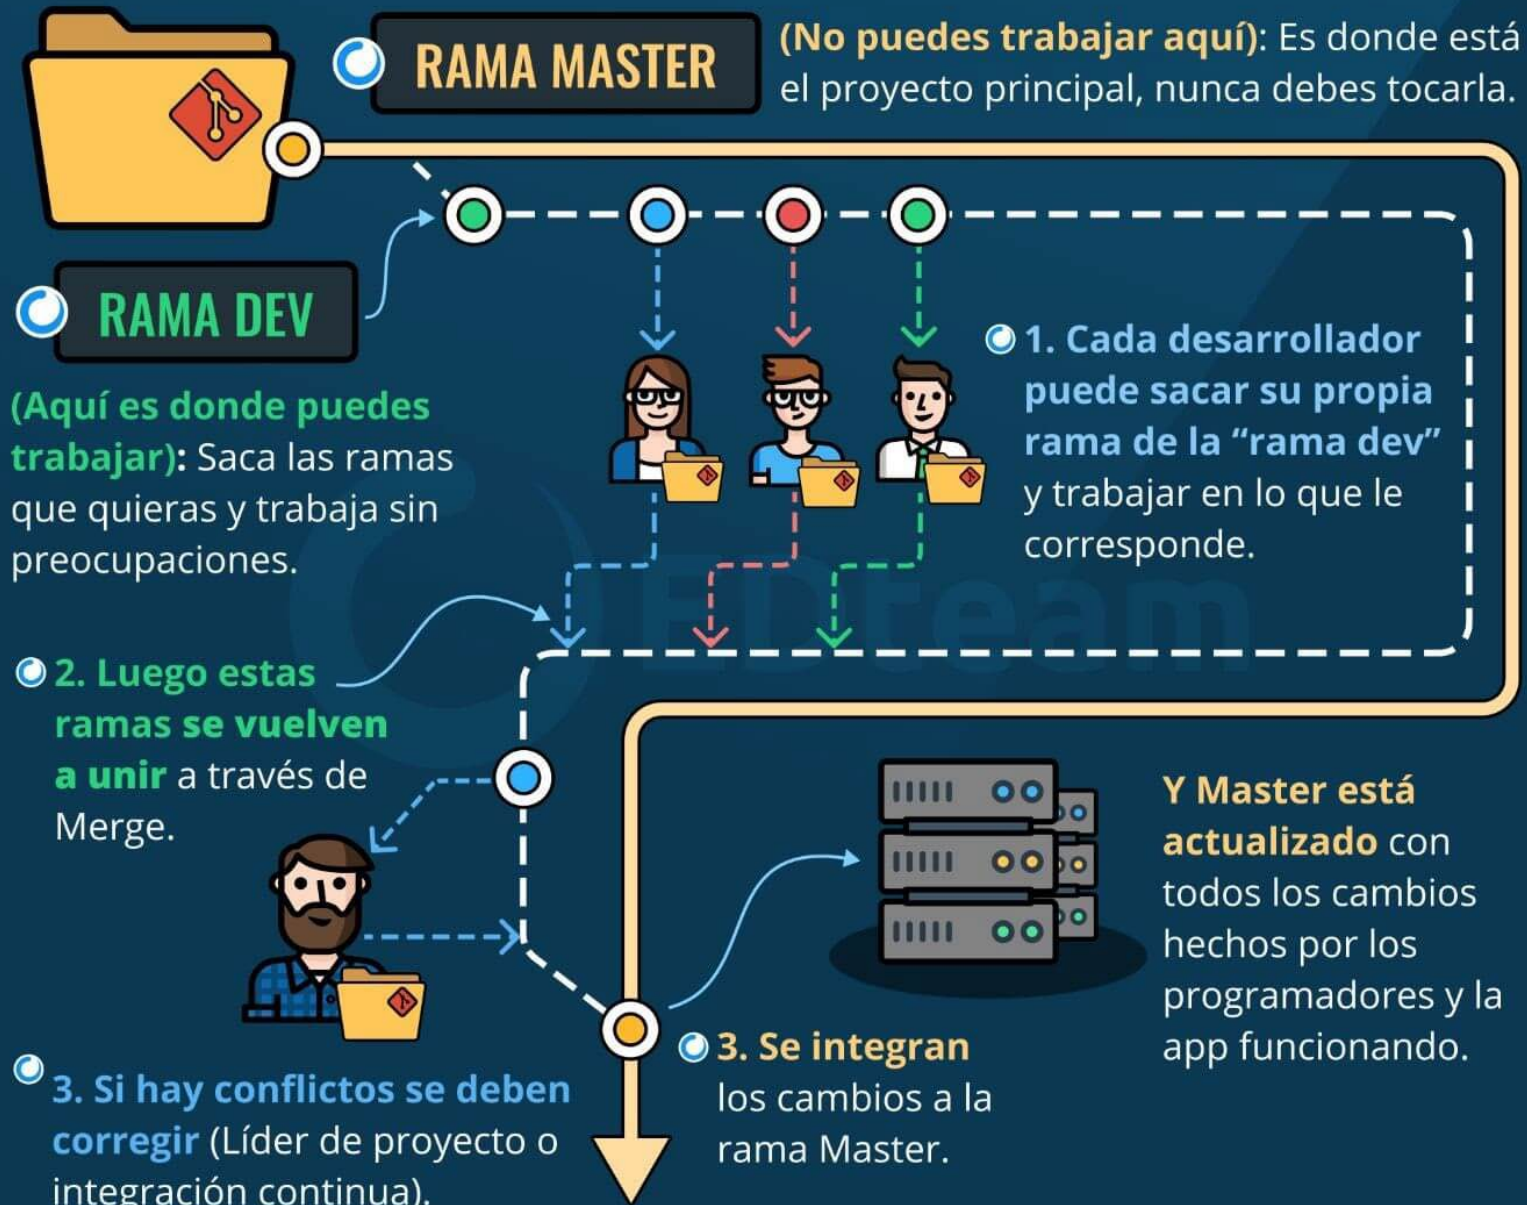 RAMA MASTER
(No puedes trabajar aquí): Es donde está
el proyecto principal, nunca debes tocarla.
RAMA DEV
(Aquí es donde puedes
trabajar): Saca las ramas
que quieras y trabaja sin
preocupaciones.
1. Cada desarrollador
puede sacar su propia
rama de la “rama dev”
y trabajar en lo que le
corresponde.
EDteam
2. Luego estas
ramas se vuelven
a unir a través de
Merge.
3. Si hay conflictos se deben
corregir (Líder de proyecto o
integración continua).
3. Se integran
los cambios a la
rama Master.
Y Master está
actualizado con
todos los cambios
hechos por los
programadores y la
app funcionando.